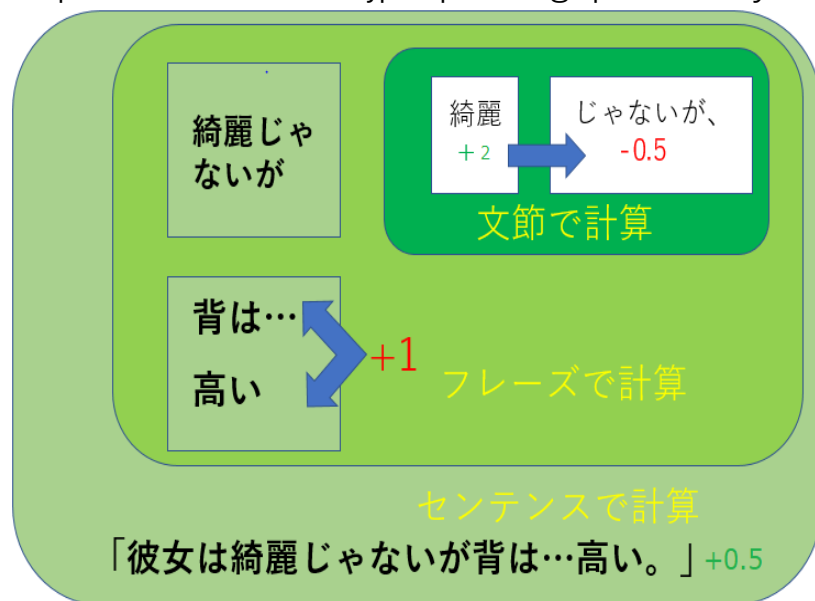 綺麗じゃ
ないが
綺麗
+2
じゃないが、
-0.5
文節で計算
背は…
高い
+1
フレーズで計算
センテンスで計算
「彼女は綺麗じゃないが背は…高い。」+0.5